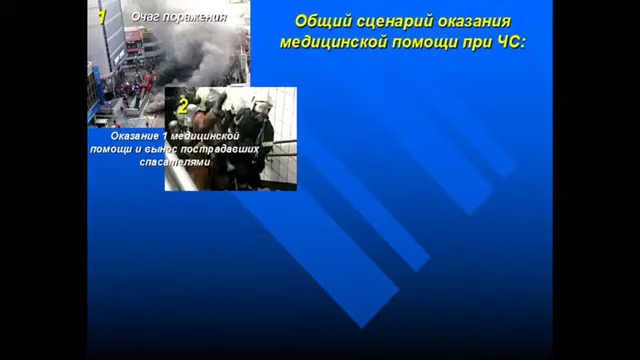 1 Очаг поражения
Общий сценарий оказания
медицинской помощи при ЧС:
2
Оказание 1 медицинской
помощи и вынос пострадавших
спасателями